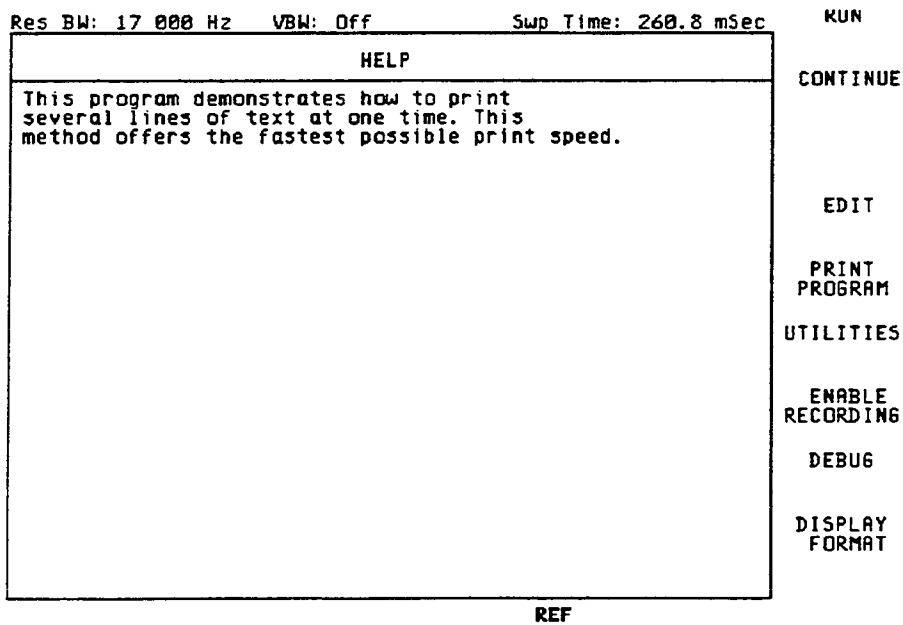 Res BW: 17 000 Hz VBW: Off Swp Time: 260.8 mSec
HELP
This program demonstrates how to print
several lines of text at one time. This
method offers the fastest possible print speed.
RUN
CONTINUE
EDIT
PRINT
PROGRAM
UTILITIES
ENABLE
RECORDING
DEBUG
DISPLAY
FORMAT
REF